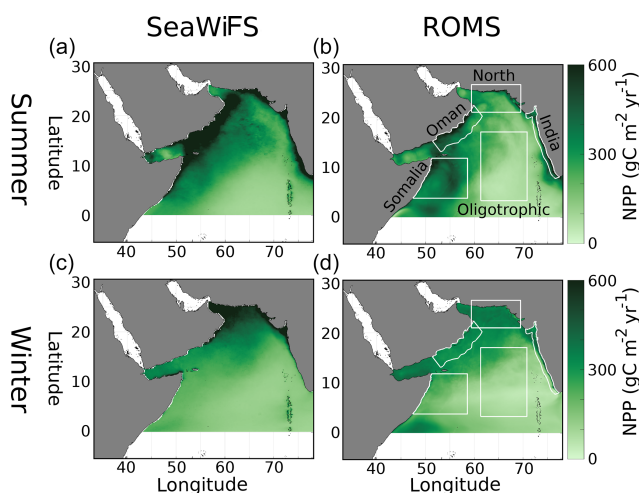 SeaWiFS
ROMS
(a)
(b)
Summer
Latitude
30
20
10
0
40
50
60
70
30
20
10
0
North
Oman
India
Somalia
Oligotrophic
40
50
60
70
600
300
0
NPP (gC m⁻² yr⁻¹)
(c)
(d)
Winter
Latitude
30
20
10
0
40
50
60
70
Longitude
30
20
10
0
40
50
60
70
Longitude
600
300
0
NPP (gC m⁻² yr⁻¹)